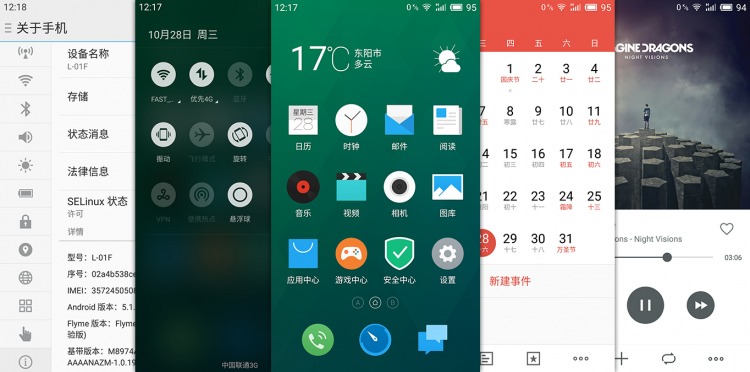 12:18
关于手机
设备名称
L-01F
存储
状态消息
法律信息
SELinux 状态
许可
详情
型号: L-01F
序号: 02a4b538ce
IMEI: 357245050
Android 版本: 5.1.
Flyme 版本: Flyme
验版)
基带版本: M8974A
AAAANAZM-1.0.19
12:17
10月28日 周三
FAST_...
优先4G
蓝牙
振动
飞行模式
旋转
VPN
便携热点
悬浮球
中国联通3G
12:17
0%
95
17℃
东阳市
多云
星期三
28
日历
时钟
邮件
阅读
音乐
视频
相机
图库
应用中心
游戏中心
安全中心
设置
A
B
0%
95
三 四 五 六
1 2 3 4
国庆节 二十 廿一 廿二
7 8 9 10 11
五 寒露 廿七 廿八 廿九
14 15 16 17 18
二 初三 初四 初五 初六
21 22 23 24 25
九 初十 十一 霜降 十三
28 29 30 31
六 十七 十八 万圣节
新建事件
0%
94
GINE DRAGONS
NIGHT VISIONS
ons - Night Visions
03:06